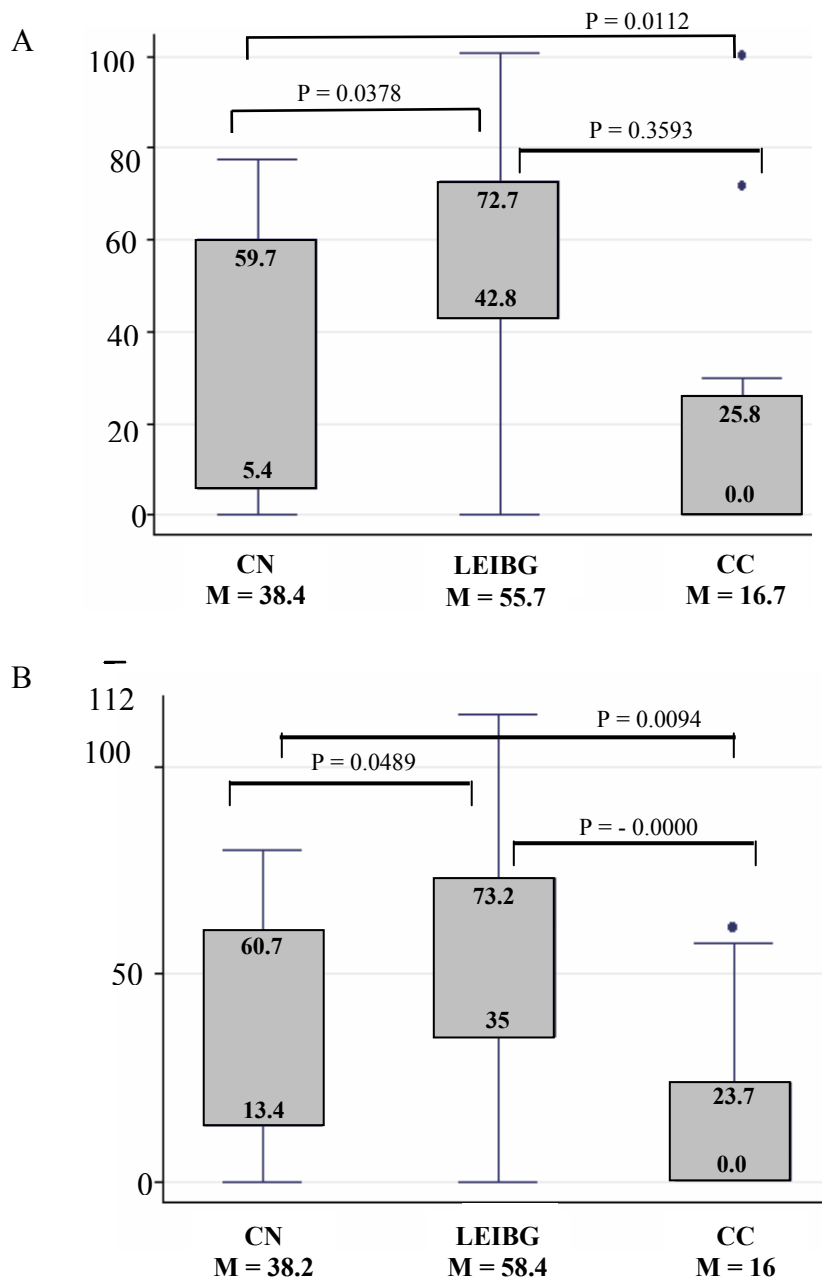 A
P = 0.0112
100
P = 0.0378
P = 0.3593
80
72.7
60
59.7
42.8
40
25.8
20
5.4
0.0
0
CN LEIBG CC
M = 38.4 M = 55.7 M = 16.7
B
112
P = 0.0094
100
P = 0.0489
P = - 0.0000
73.2
60.7
50
35
23.7
13.4
0.0
0
CN LEIBG CC
M = 38.2 M = 58.4 M = 16